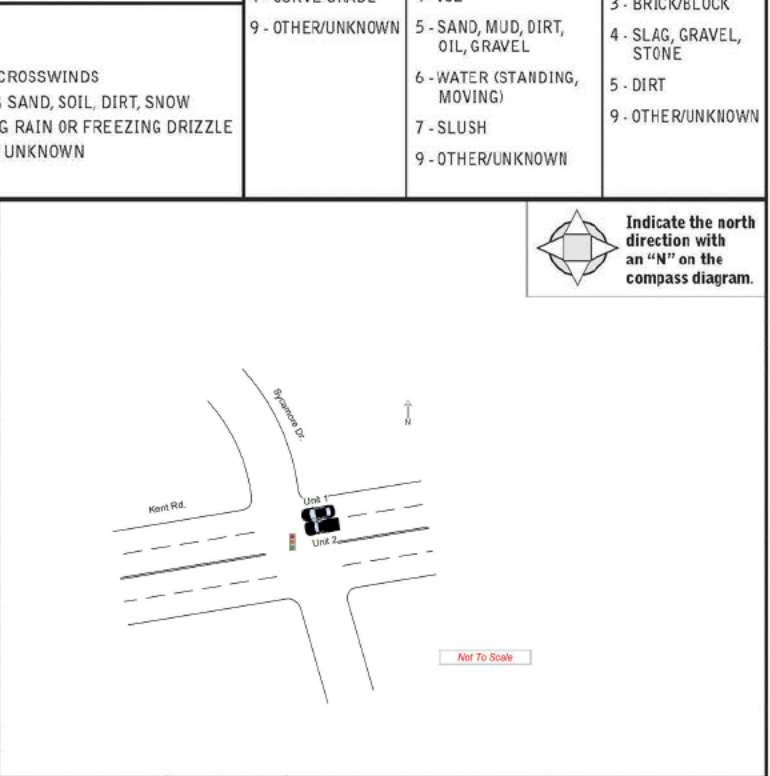 CROSSWINDS
SAND, SOIL, DIRT, SNOW
RAIN OR FREEZING DRIZZLE
UNKNOWN
9 - OTHER/UNKNOWN
5 - SAND, MUD, DIRT,
OIL, GRAVEL
6 - WATER (STANDING,
MOVING)
7 - SLUSH
9 - OTHER/UNKNOWN
3 - BRICK/BLOCK
4 - SLAG, GRAVEL,
STONE
5 - DIRT
9 - OTHER/UNKNOWN
Indicate the north
direction with
an “N” on the
compass diagram.
Sycamore Dr.
N
Kent Rd.
Unit 1
Unit 2
Not To Scale